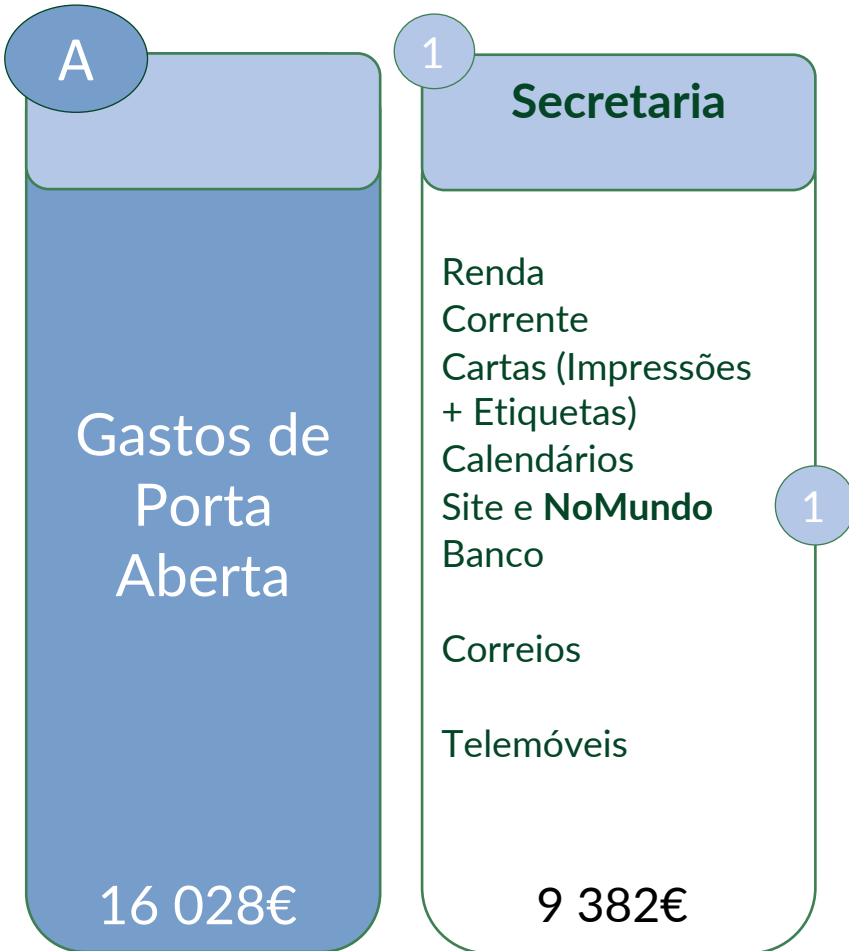 A
Gastos de
Porta
Aberta
16 028€
1
Secretaria
Renda
Corrente
Cartas (Impressões
+ Etiquetas)
Calendários
Site e NoMundo
Banco
Correios
Telemóveis
9 382€
1